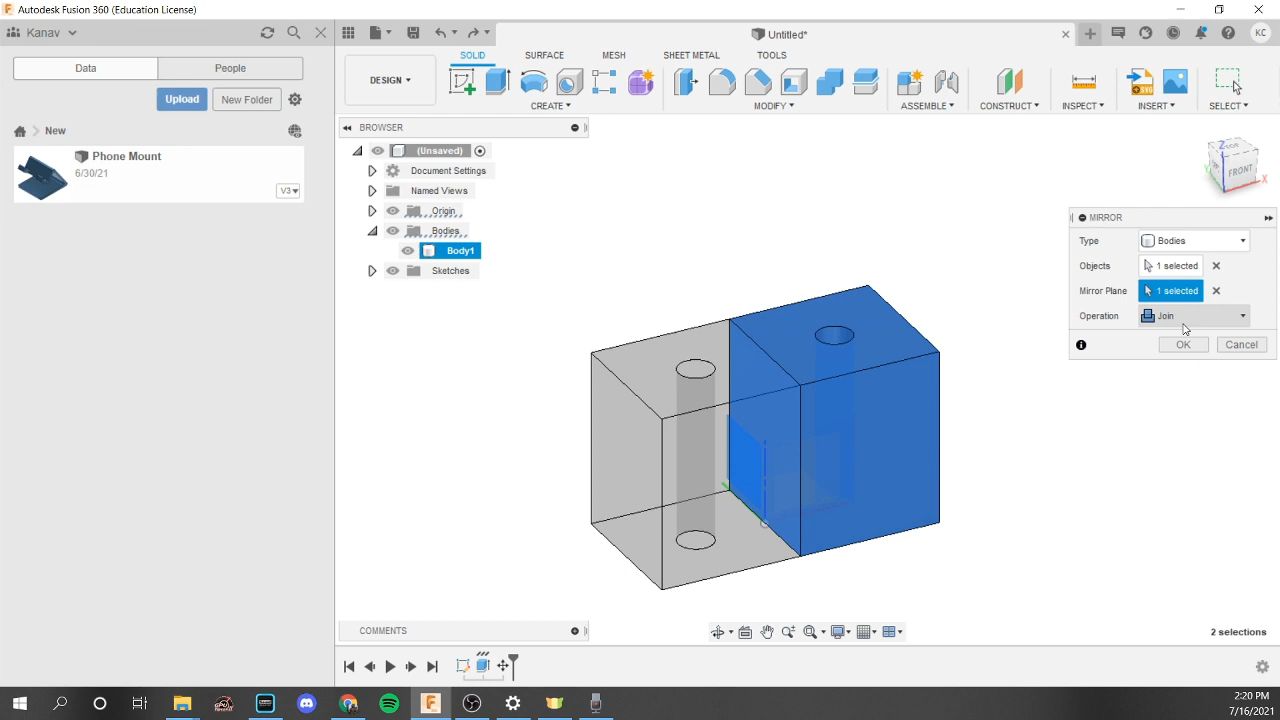 Autodesk Fusion 360 (Education License)
Kanav
Untitled*
KC
Data
People
Upload
New Folder
New
Phone Mount
6/30/21
V3
DESIGN
SOLID
SURFACE
MESH
SHEET METAL
TOOLS
CREATE
MODIFY
ASSEMBLE
CONSTRUCT
INSPECT
INSERT
SELECT
BROWSER
(Unsaved)
Document Settings
Named Views
Origin
Bodies
Body1
Sketches
FRONT
Z
X
MIRROR
Type
Bodies
Objects
1 selected
Mirror Plane
1 selected
Operation
Join
OK
Cancel
COMMENTS
2 selections
2:20 PM
7/16/2021